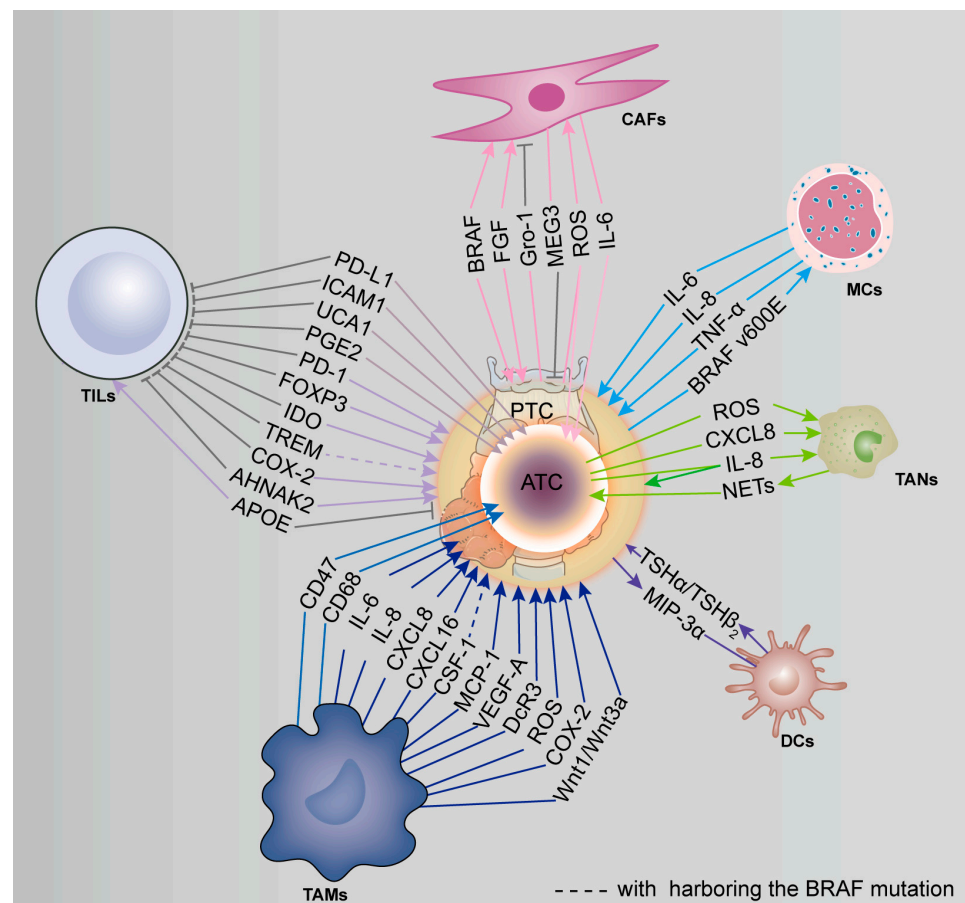 CAFs
BRAF
FGF
Gro-1
MEG3
ROS
IL-6
MCs
IL-6
IL-8
TNF-α
BRAF v600E
TILs
PD-L1
ICAM1
UCA1
PGE2
PD-1
FOXP3
IDO
TREM
COX-2
AHNAK2
APOE
PTC
ATC
ROS
CXCL8
IL-8
NETs
TANs
TSHα/TSHβ2
MIP-3α
DCs
CD47
CD68
IL-6
IL-8
CXCL8
CXCL16
CSF-1
MCP-1
VEGF-A
DcR3
ROS
COX-2
Wnt1/Wnt3a
TAMs
---- with harboring the BRAF mutation